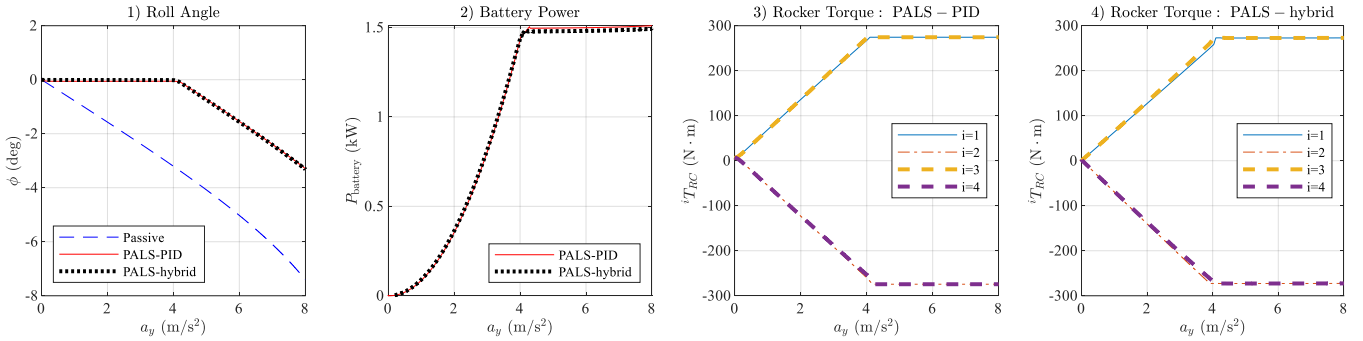 1) Roll Angle
2
0
-2
-4
-6
-8
0
2
4
6
8
ϕ (deg)
a_y (m/s²)
Passive
PALS-PID
PALS-hybrid
2) Battery Power
1.5
1
0.5
0
0
2
4
6
8
P_battery (kW)
a_y (m/s²)
PALS-PID
PALS-hybrid
3) Rocker Torque : PALS − PID
300
200
100
0
-100
-200
-300
0
2
4
6
8
ⁱT_RC (N · m)
a_y (m/s²)
i=1
i=2
i=3
i=4
4) Rocker Torque : PALS − hybrid
300
200
100
0
-100
-200
-300
0
2
4
6
8
ⁱT_RC (N · m)
a_y (m/s²)
i=1
i=2
i=3
i=4